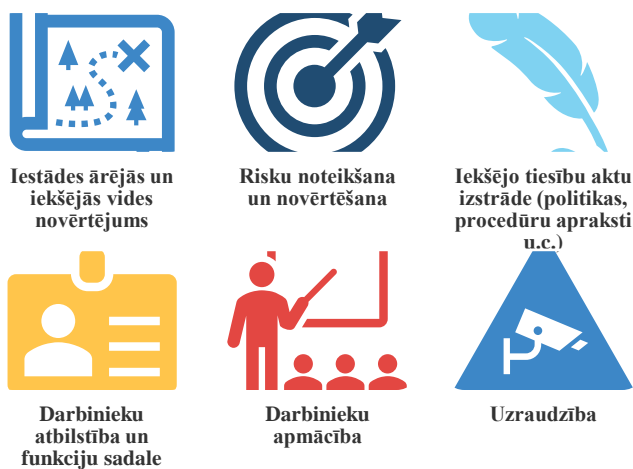 Iestādes ārējās un
iekšējās vides
novērtējums
Risku noteikšana
un novērtēšana
Iekšējo tiesību aktu
izstrāde (politikas,
procedūru apraksti
u.c.)
Darbinieku
atbilstība un
funkciju sadale
Darbinieku
apmācība
Uzraudzība